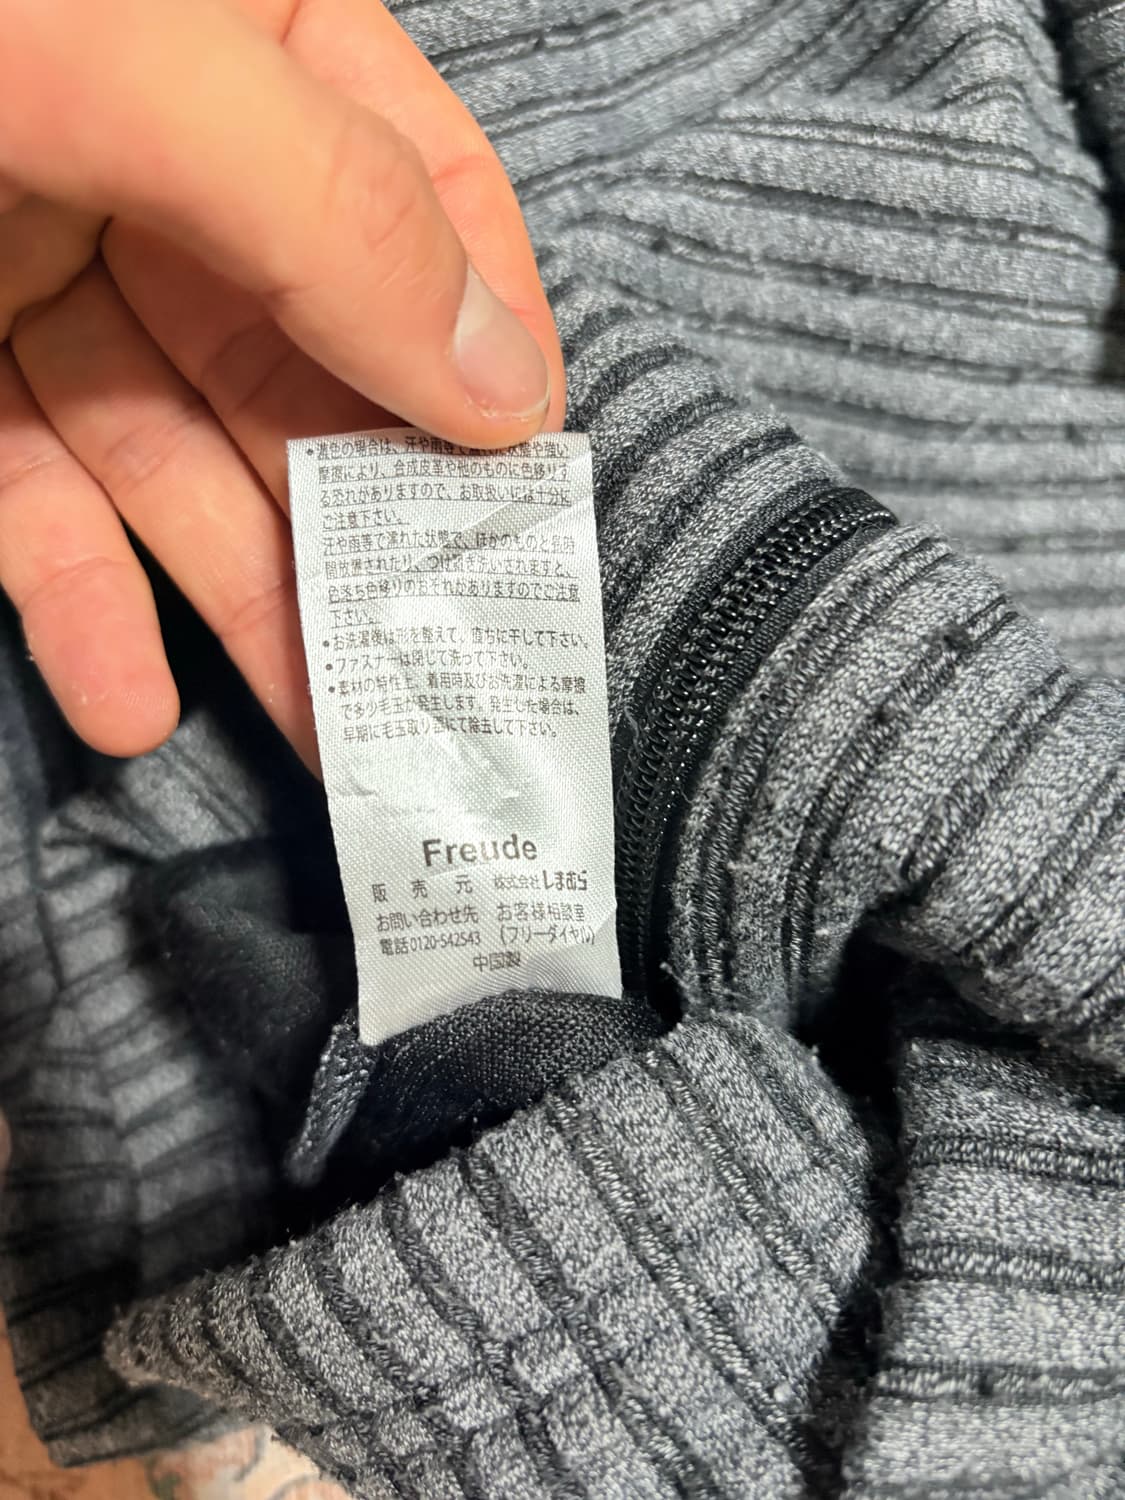 ・濃色の場合は、汗や雨等で濡れた状態や強い
摩擦により、合成皮革や他のものに色移りす
る恐れがありますので、お取扱いには十分に
ご注意下さい。
汗や雨等で濡れた状態で、ほかのものと長時
間放置されたり、つけ置き洗いされますと、
色落ち色移りのおそれがありますのでご注意
下さい。
・お洗濯後は形を整えて、直ちに干して下さい。
・ファスナーは閉じて洗って下さい。
・素材の特性上、着用時及びお洗濯による摩擦
で多少毛玉が発生します。発生した場合は、
早期に毛玉取り器にて除去して下さい。
Freude
販売元 株式会社しまむら
お問い合わせ先 お客様相談室
電話0120-542543 (フリーダイヤル)
中国製